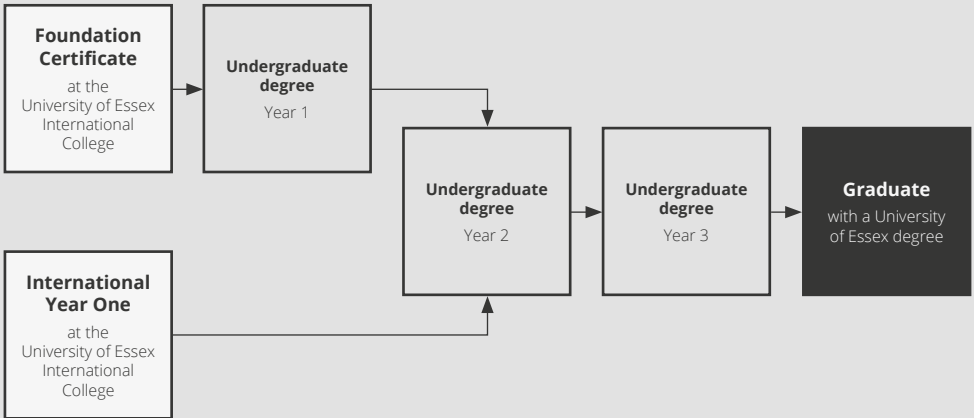 Foundation
Certificate
at the
University of Essex
International
College
Undergraduate
degree
Year 1
Undergraduate
degree
Year 2
Undergraduate
degree
Year 3
Graduate
with a University
of Essex degree
International
Year One
at the
University of Essex
International
College